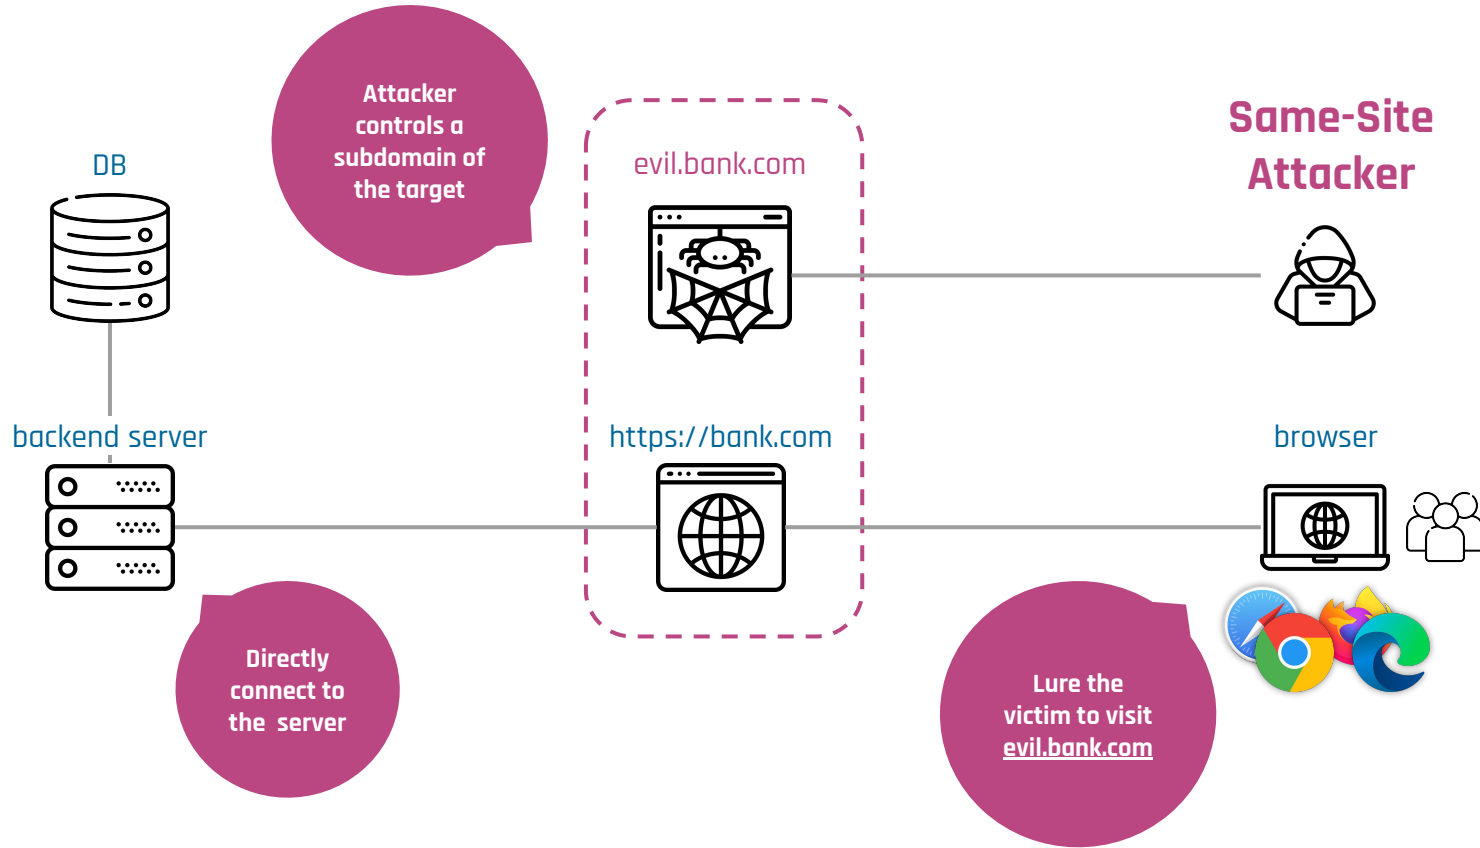 Attacker
controls a
subdomain of
the target
Same-Site
Attacker
DB
evil.bank.com
backend server
https://bank.com
browser
Directly
connect to
the server
Lure the
victim to visit
evil.bank.com